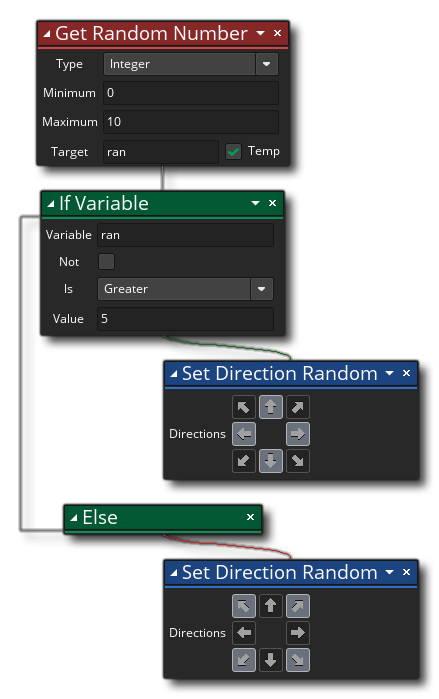 Get Random Number
Type Integer
Minimum 0
Maximum 10
Target ran Temp
If Variable
Variable ran
Not
Is Greater
Value 5
Set Direction Random
Directions
Else
Set Direction Random
Directions